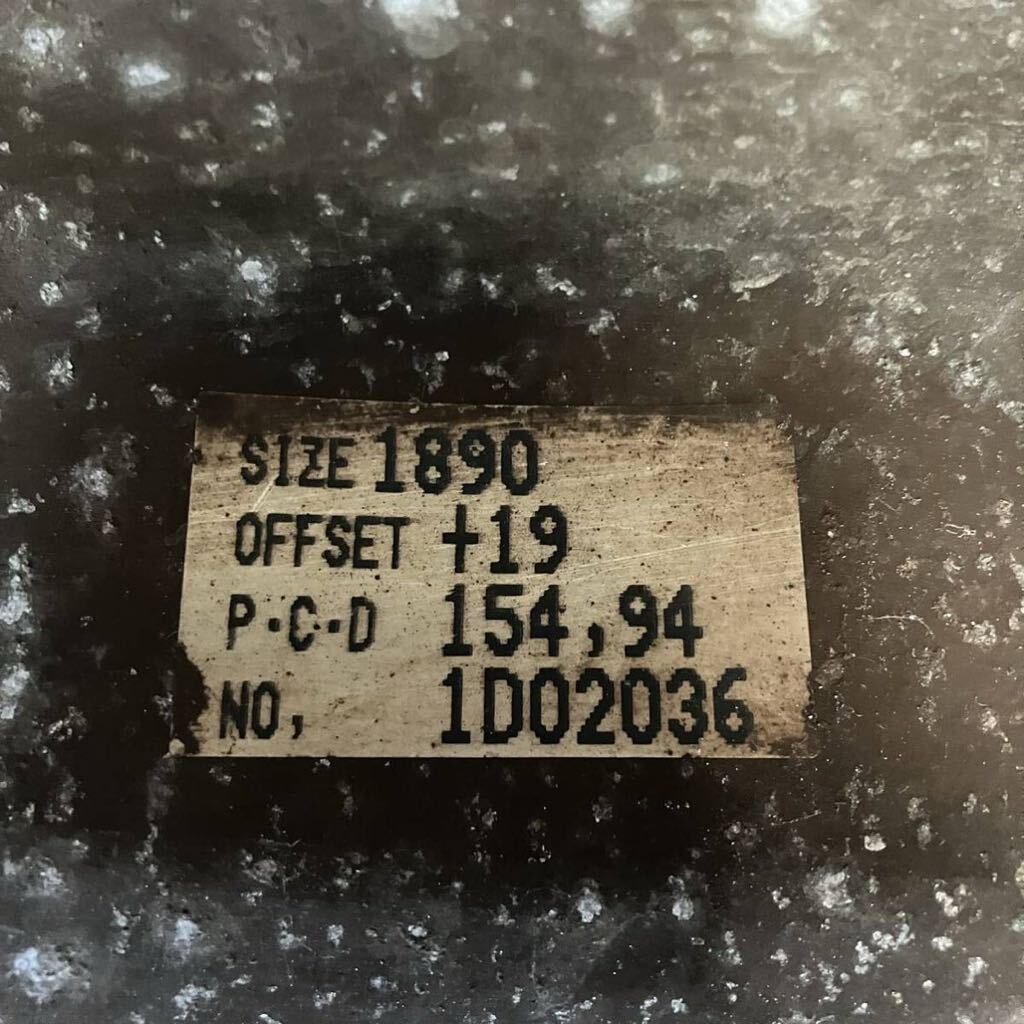 SIZE 1890
OFFSET +19
P·C·D 154,94
NO, 1D02036